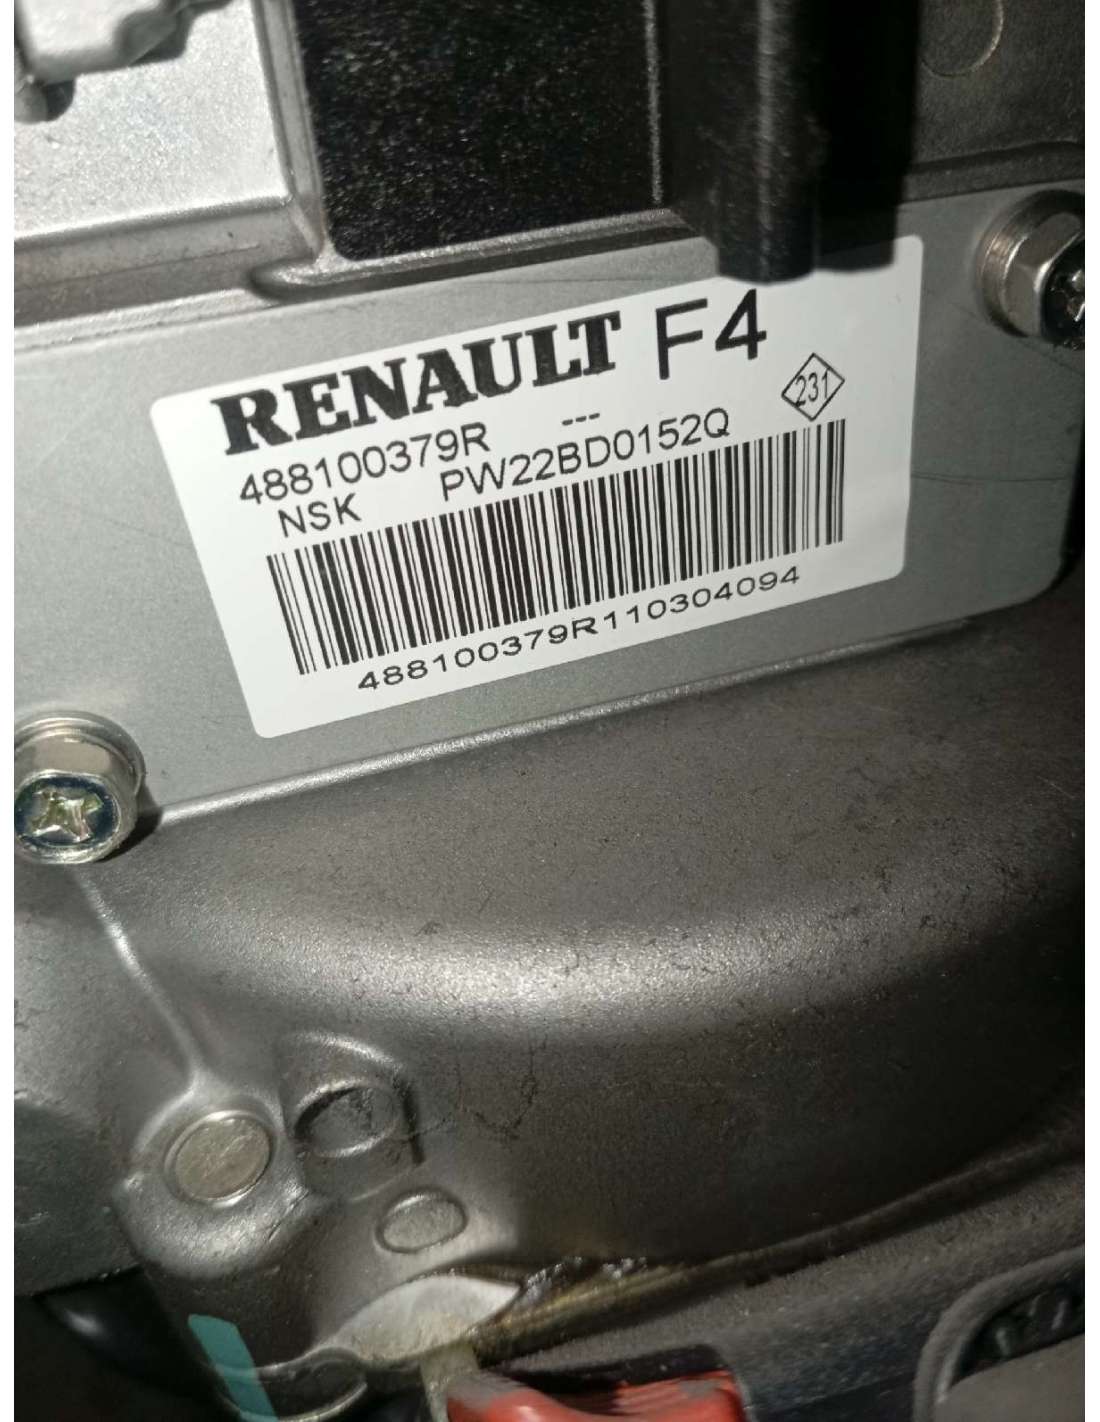 RENAULT F4
488100379R ---
231
NSK PW22BD0152Q
488100379R110304094